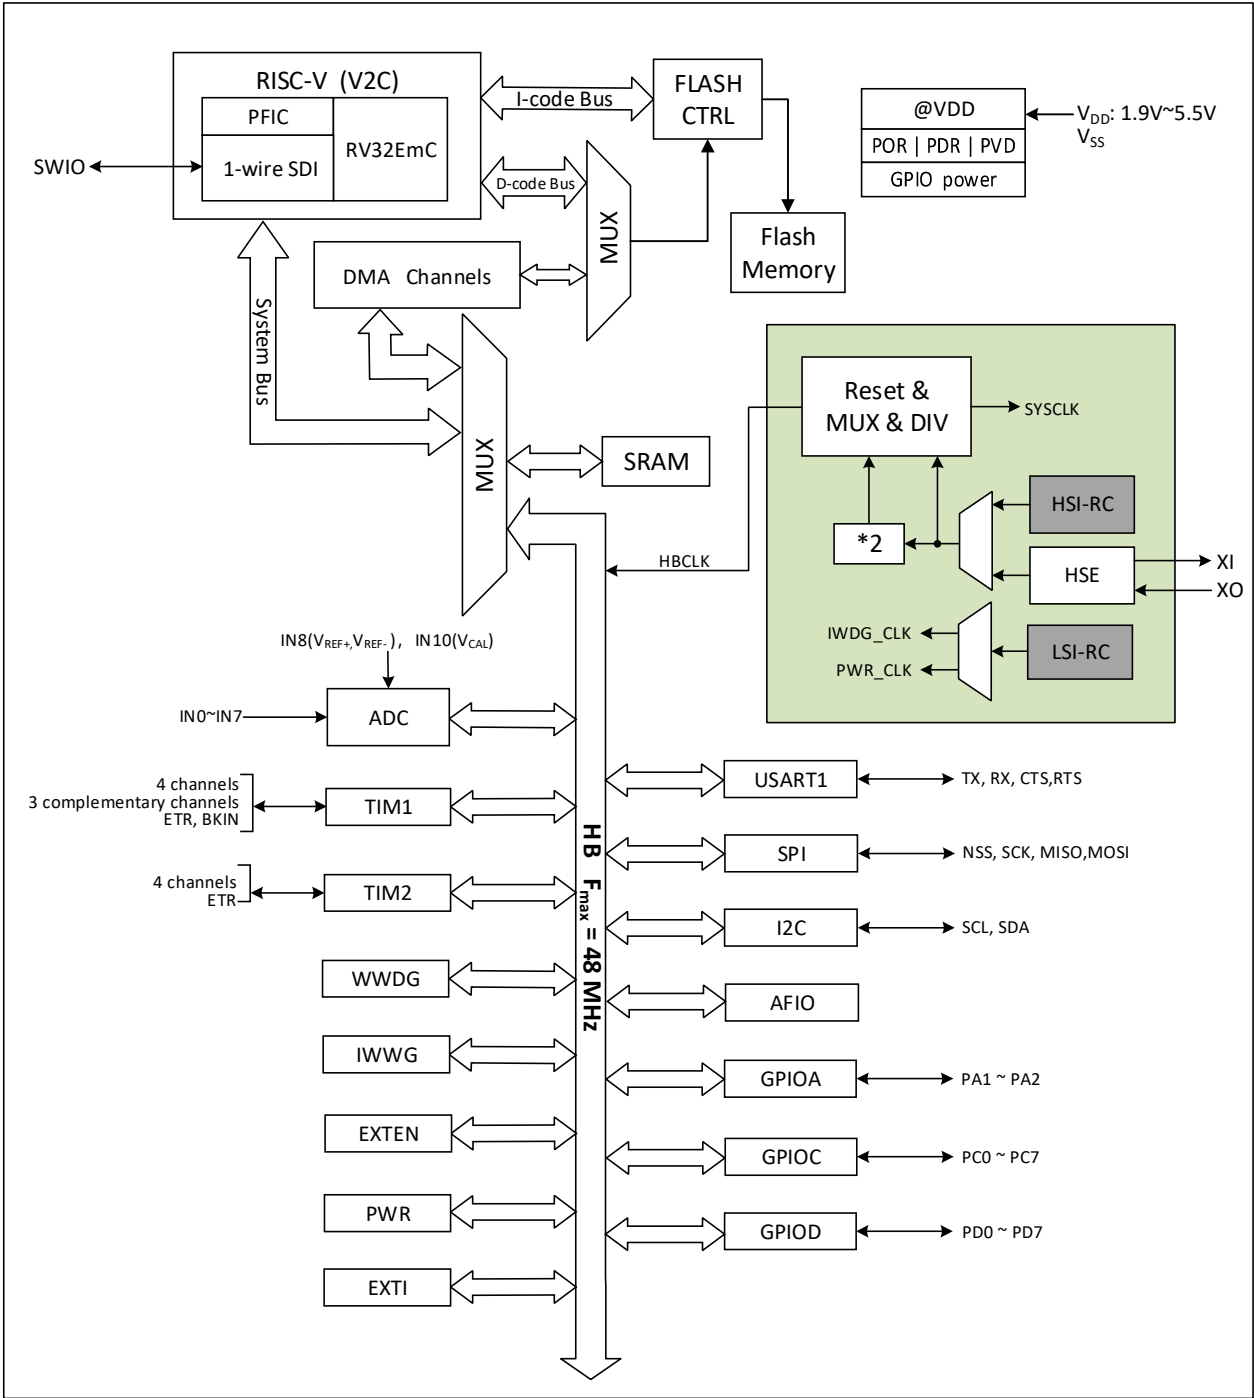 RISC-V (V2C)
PFIC
1-wire SDI
RV32EmC
SWIO
I-code Bus
D-code Bus
FLASH
CTRL
MUX
Flash
Memory
@VDD
POR | PDR | PVD
GPIO power
VDD: 1.9V~5.5V
VSS
DMA Channels
System Bus
MUX
SRAM
Reset &
MUX & DIV
SYSCLK
*2
HSI-RC
HSE
XI
XO
HBCLK
IWDG_CLK
PWR_CLK
LSI-RC
IN8(VREF+,VREF-), IN10(VCAL)
IN0~IN7
ADC
4 channels
3 complementary channels
ETR, BKIN
TIM1
4 channels
ETR
TIM2
WWDG
IWWG
EXTEN
PWR
EXTI
HB Fmax = 48 MHz
USART1
TX, RX, CTS,RTS
SPI
NSS, SCK, MISO,MOSI
I2C
SCL, SDA
AFIO
GPIOA
PA1 ~ PA2
GPIOC
PC0 ~ PC7
GPIOD
PD0 ~ PD7